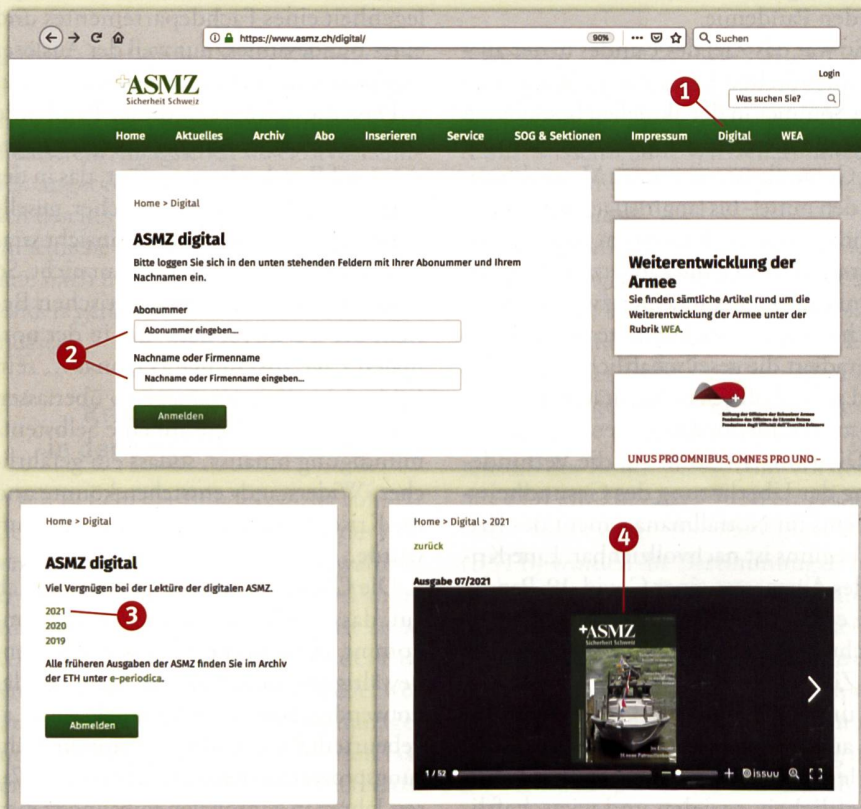 https://www.asmz.ch/digital/
90%
Suchen
+ASMZ
Sicherheit Schweiz
Login
Was suchen Sie?
1
Home Aktuelles Archiv Abo Inserieren Service SOG & Sektionen Impressum Digital WEA
Home > Digital
ASMZ digital
Bitte loggen Sie sich in den unten stehenden Feldern mit Ihrer Abonummer und Ihrem
Nachnamen ein.
Abonummer
Abonummer eingeben...
2
Nachname oder Firmenname
Nachname oder Firmenname eingeben...
Anmelden
Weiterentwicklung der
Armee
Sie finden sämtliche Artikel rund um die
Weiterentwicklung der Armee unter der
Rubrik WEA.
Stiftung der Offiziere der Schweizer Armee
UNUS PRO OMNIBUS, OMNES PRO UNO –
Home > Digital
ASMZ digital
Viel Vergnügen bei der Lektüre der digitalen ASMZ.
2021
3
2020
2019
Alle früheren Ausgaben der ASMZ finden Sie im Archiv
der ETH unter e-periodica.
Abmelden
Home > Digital > 2021
zurück
4
Ausgabe 07/2021
+ASMZ
Sicherheit Schweiz
1 / 52
issuu